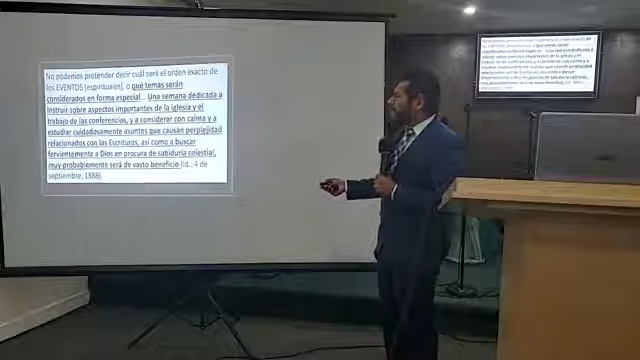 No podemos pretender decir cuál será el orden exacto de
los EVENTOS [espirituales], o que temas serán
considerados en forma especial... Una semana dedicada a
instruir sobre aspectos importantes de la iglesia y el
trabajo de las conferencias, y a considerar con calma y a
estudiar cuidadosamente asuntos que causan perplejidad
relacionados con las Escrituras, así como a buscar
fervientemente a Dios en procura de sabiduría celestial,
muy probablemente será de vasto beneficio (Id., 4 de
septiembre, 1888).